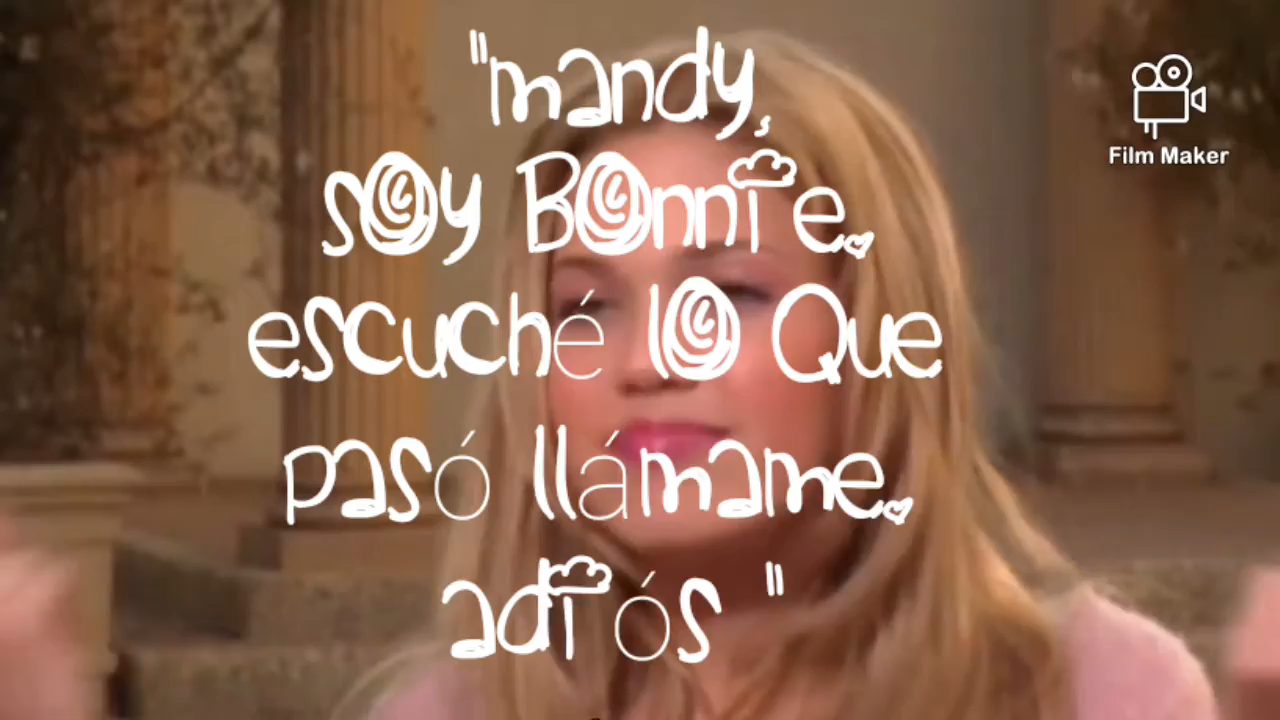 "mandy,
soy Bonnie.
escuché lo Que
pasó llámame.
adiós "
Film Maker